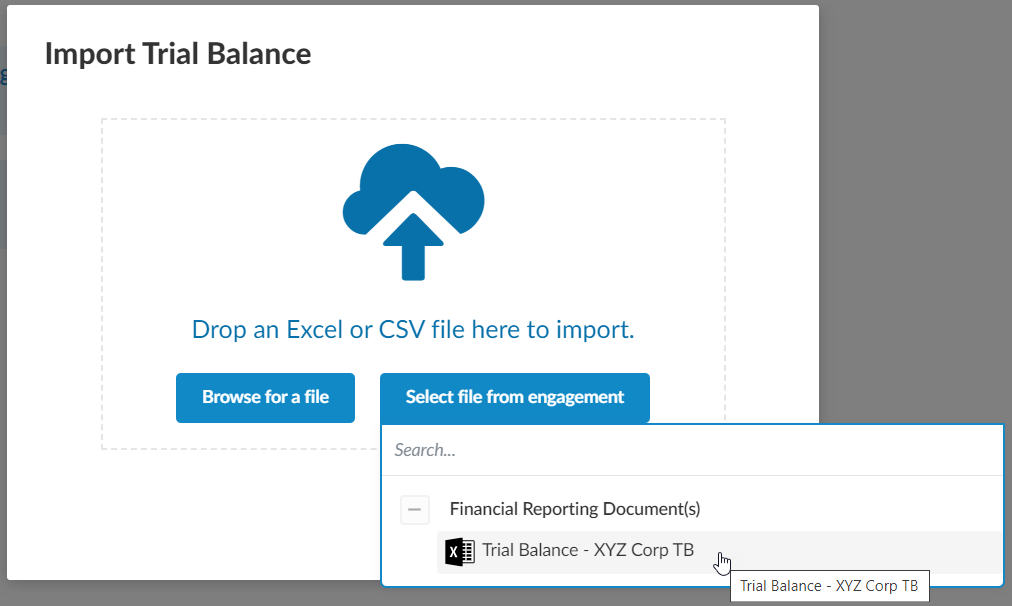 Import Trial Balance
Drop an Excel or CSV file here to import.
Browse for a file
Select file from engagement
Search...
Financial Reporting Document(s)
X
Trial Balance - XYZ Corp TB
Trial Balance - XYZ Corp TB